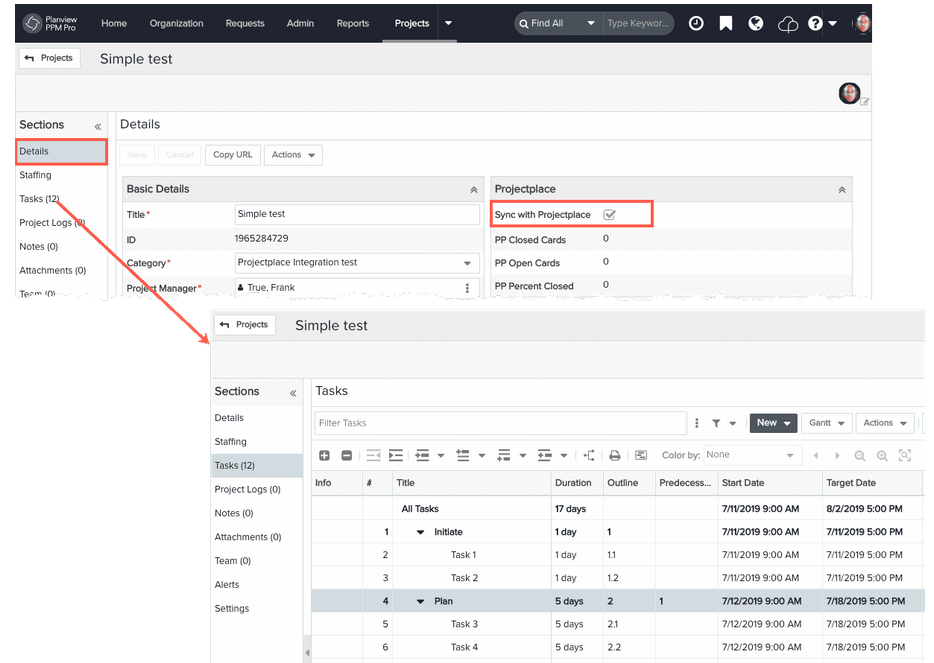 Planview PPM Pro Home Organization Requests Admin Reports Projects Find All Type Keywor...
Projects Simple test
Sections
Details
Staffing
Tasks (12)
Project Logs (0)
Notes (0)
Attachments (0)
Team (0)
Details
Save Cancel Copy URL Actions
Basic Details
Title* Simple test
ID 1965284729
Category* Projectplace Integration test
Project Manager* True, Frank
Projectplace
Sync with Projectplace
PP Closed Cards 0
PP Open Cards 0
PP Percent Closed 0
Projects Simple test
Sections
Details
Staffing
Tasks (12)
Project Logs (0)
Notes (0)
Attachments (0)
Team (0)
Alerts
Settings
Tasks
Filter Tasks New Gantt Actions
Color by: None
Info # Title Duration Outline Predecess... Start Date Target Date
All Tasks 17 days 7/11/2019 9:00 AM 8/2/2019 5:00 PM
1 Initiate 1 day 1 7/11/2019 9:00 AM 7/11/2019 5:00 PM
2 Task 1 1 day 1.1 7/11/2019 9:00 AM 7/11/2019 5:00 PM
3 Task 2 1 day 1.2 7/11/2019 9:00 AM 7/11/2019 5:00 PM
4 Plan 5 days 2 1 7/12/2019 9:00 AM 7/18/2019 5:00 PM
5 Task 3 5 days 2.1 7/12/2019 9:00 AM 7/18/2019 5:00 PM
6 Task 4 5 days 2.2 7/12/2019 9:00 AM 7/18/2019 5:00 PM